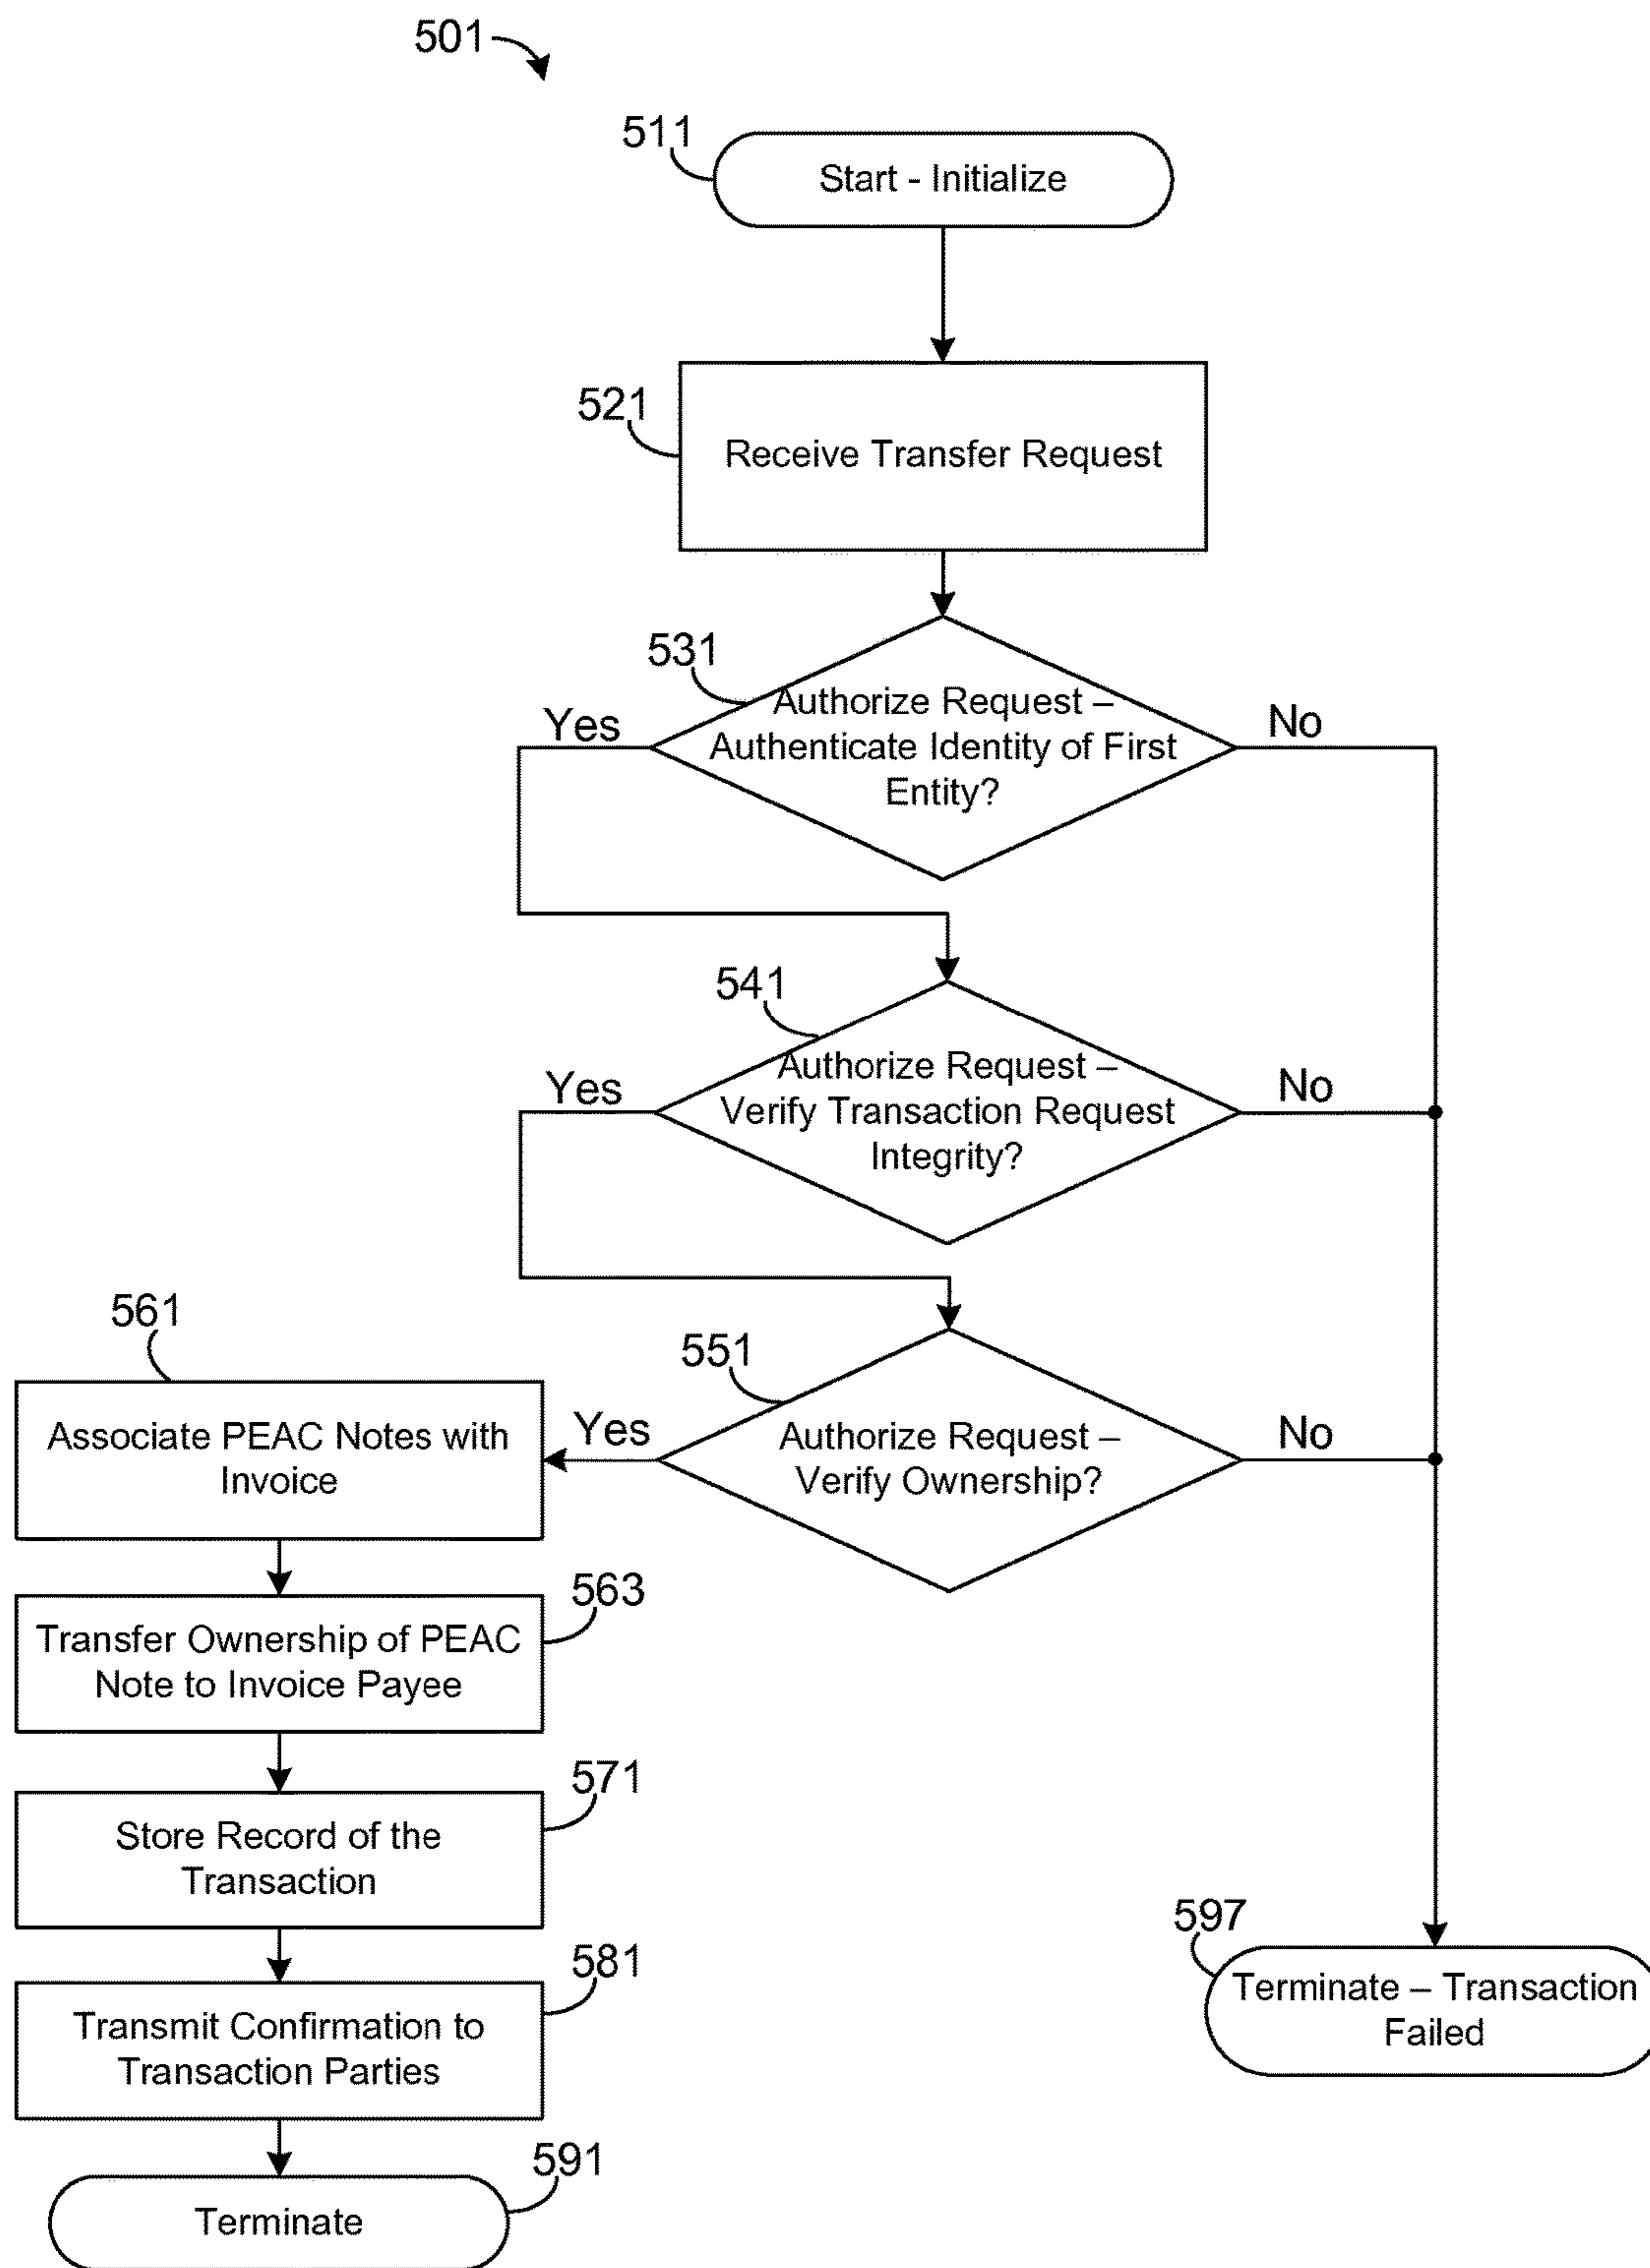 501
511
Start - Initialize
521
Receive Transfer Request
531
Authorize Request –
Authenticate Identity of First
Entity?
Yes
No
541
Authorize Request –
Verify Transaction Request
Integrity?
Yes
No
551
Authorize Request –
Verify Ownership?
Yes
No
561
Associate PEAC Notes with
Invoice
563
Transfer Ownership of PEAC
Note to Invoice Payee
571
Store Record of the
Transaction
581
Transmit Confirmation to
Transaction Parties
591
Terminate
597
Terminate – Transaction
Failed